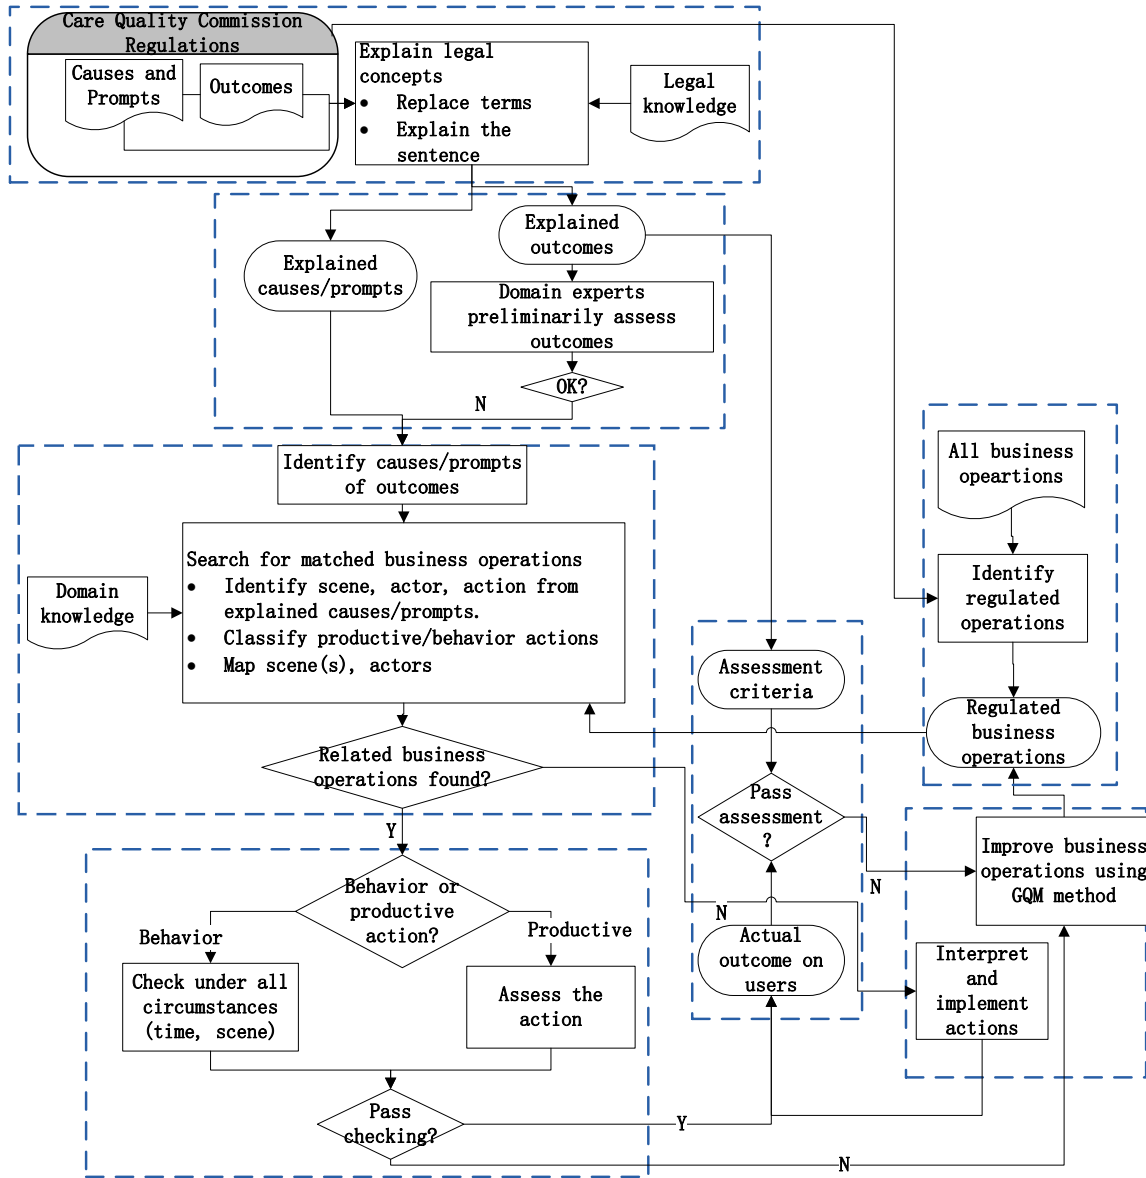 Care Quality Commission
Regulations
Causes and
Prompts
Outcomes
Explain legal
concepts
• Replace terms
• Explain the
sentence
Legal
knowledge
Explained
causes/prompts
Explained
outcomes
Domain experts
preliminarily assess
outcomes
OK?
N
Identify causes/prompts
of outcomes
Search for matched business operations
• Identify scene, actor, action from
explained causes/prompts.
• Classify productive/behavior actions
• Map scene(s), actors
Domain
knowledge
Related business
operations found?
Y
N
Behavior or
productive
action?
Behavior
Productive
Check under all
circumstances
(time, scene)
Assess the
action
Pass
checking?
Y
N
Assessment
criteria
Pass
assessment
?
N
Actual
outcome on
users
All business
opeartions
Identify
regulated
operations
Regulated
business
operations
Improve business
operations using
GQM method
Interpret
and
implement
actions